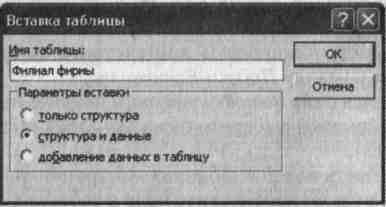 Вставка таблицы
Имя таблицы:
Филиал фирмы
ОК
Отмена
Параметры вставки
только структура
структура и данные
добавление данных в таблицу